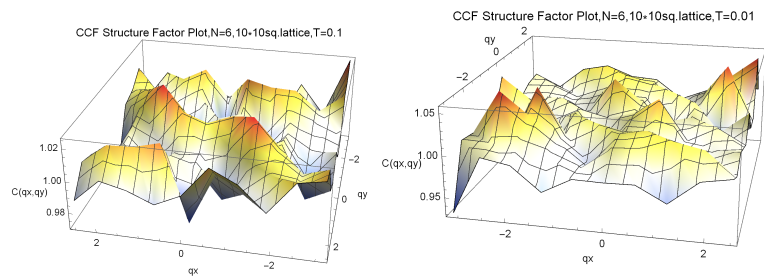 CCF Structure Factor Plot,N=6,10*10sq.lattice,T=0.1
1.02
1.00
C(qx,qy)
0.98
2
0
-2
qx
-2
qy
0
2
CCF Structure Factor Plot,N=6,10*10sq.lattice,T=0.01
2
qy
0
-2
1.05
C(qx,qy)
1.00
0.95
-2
0
2
qx